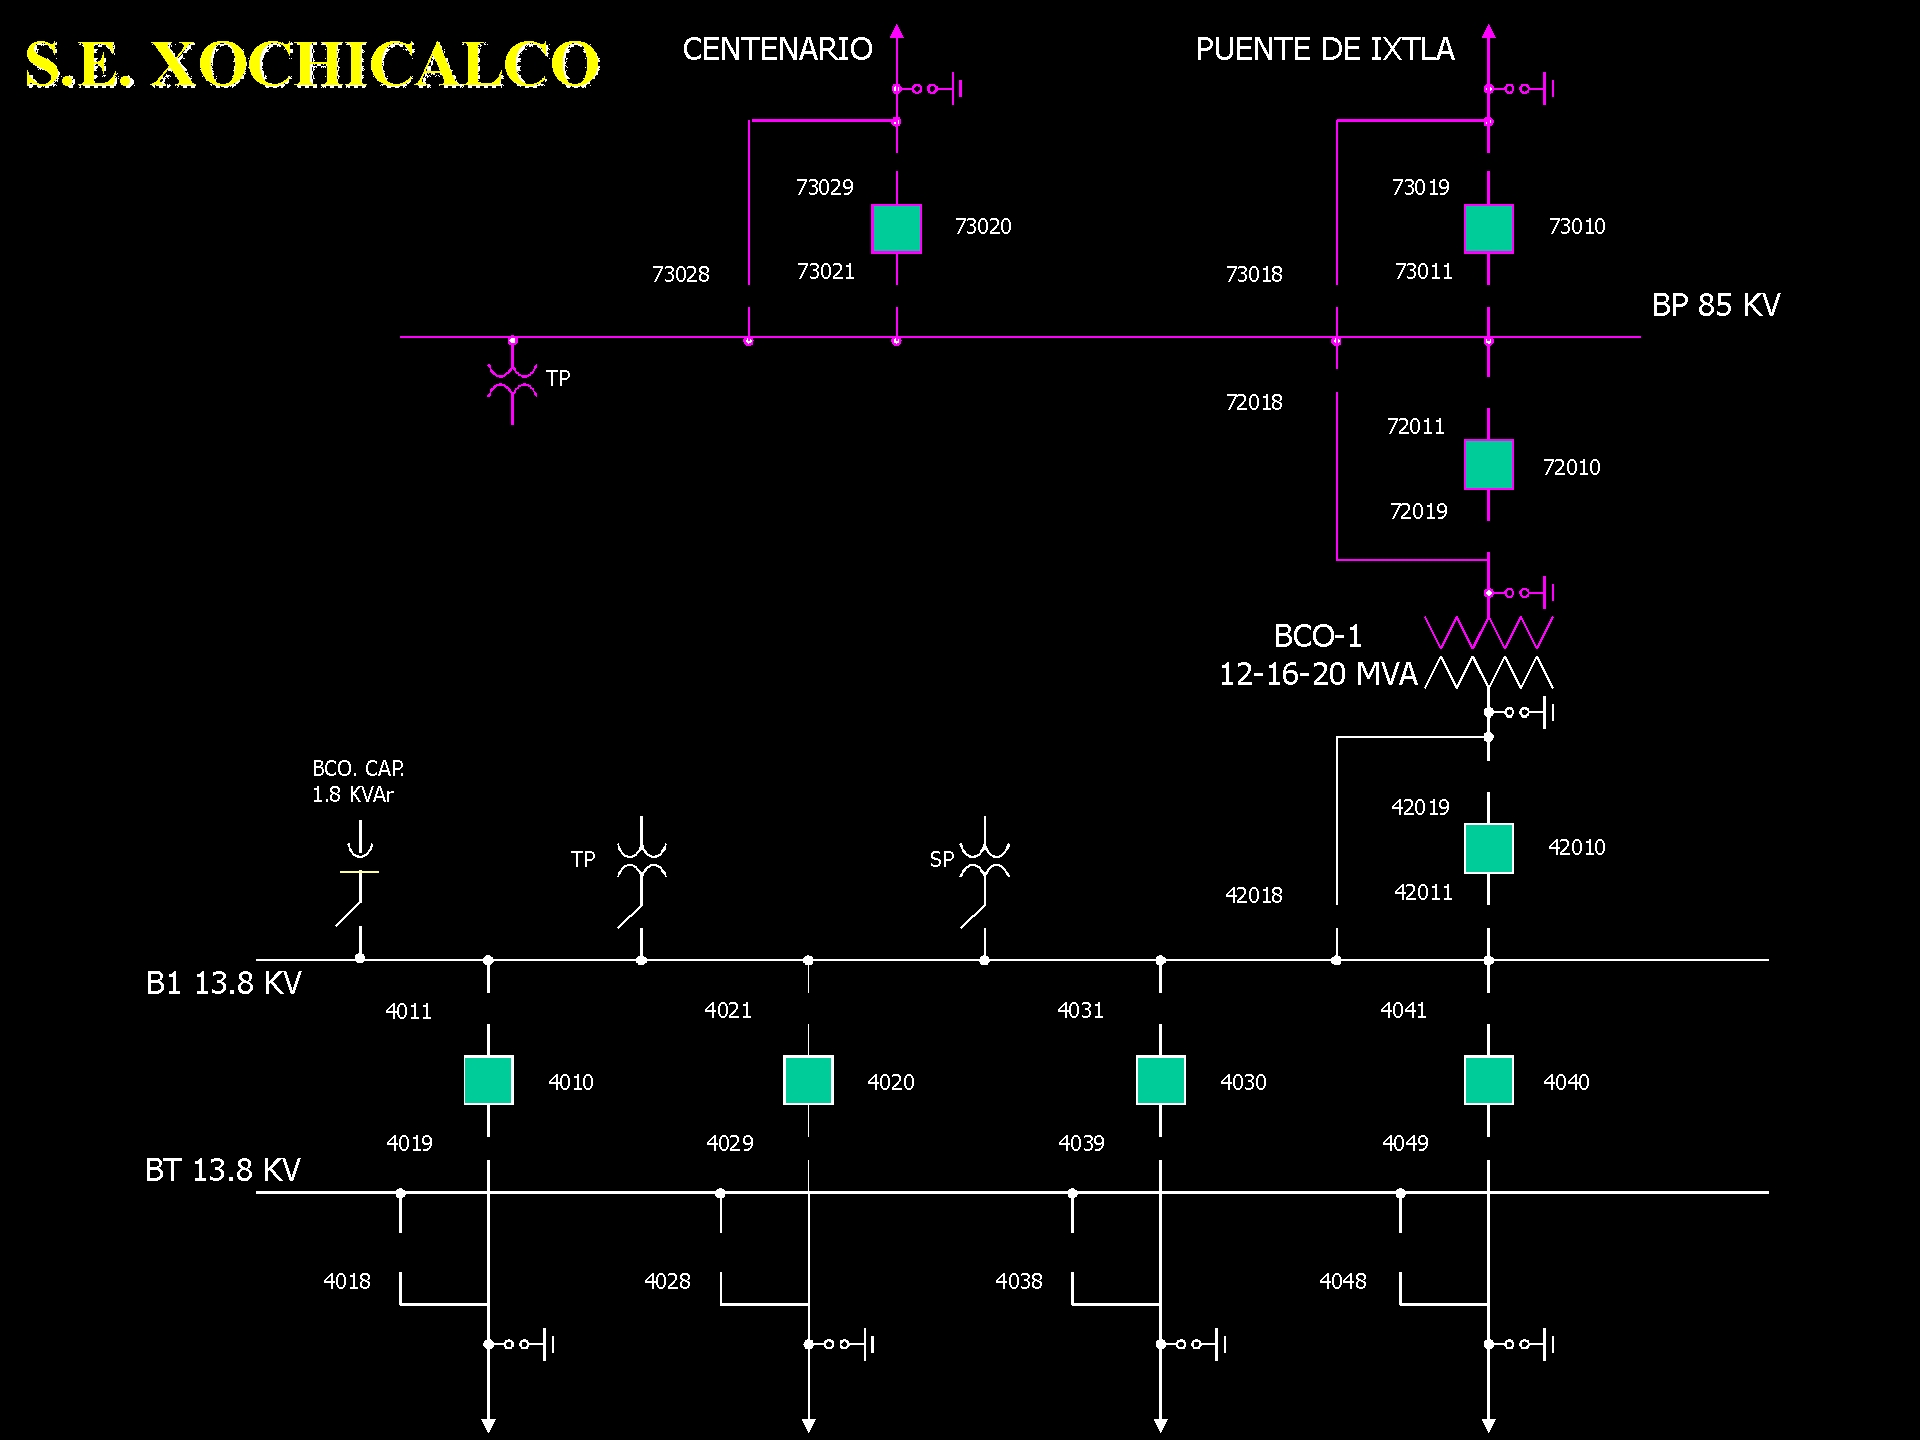 S.E. XOCHICALCO
CENTENARIO
PUENTE DE IXTLA
73029
73019
73020
73010
73028
73021
73018
73011
BP 85 KV
TP
72018
72011
72010
72019
BCO-1
12-16-20 MVA
BCO. CAP.
1.8 KVAr
42019
TP
SP
42010
42018
42011
B1 13.8 KV
4011
4021
4031
4041
4010
4020
4030
4040
4019
4029
4039
4049
BT 13.8 KV
4018
4028
4038
4048